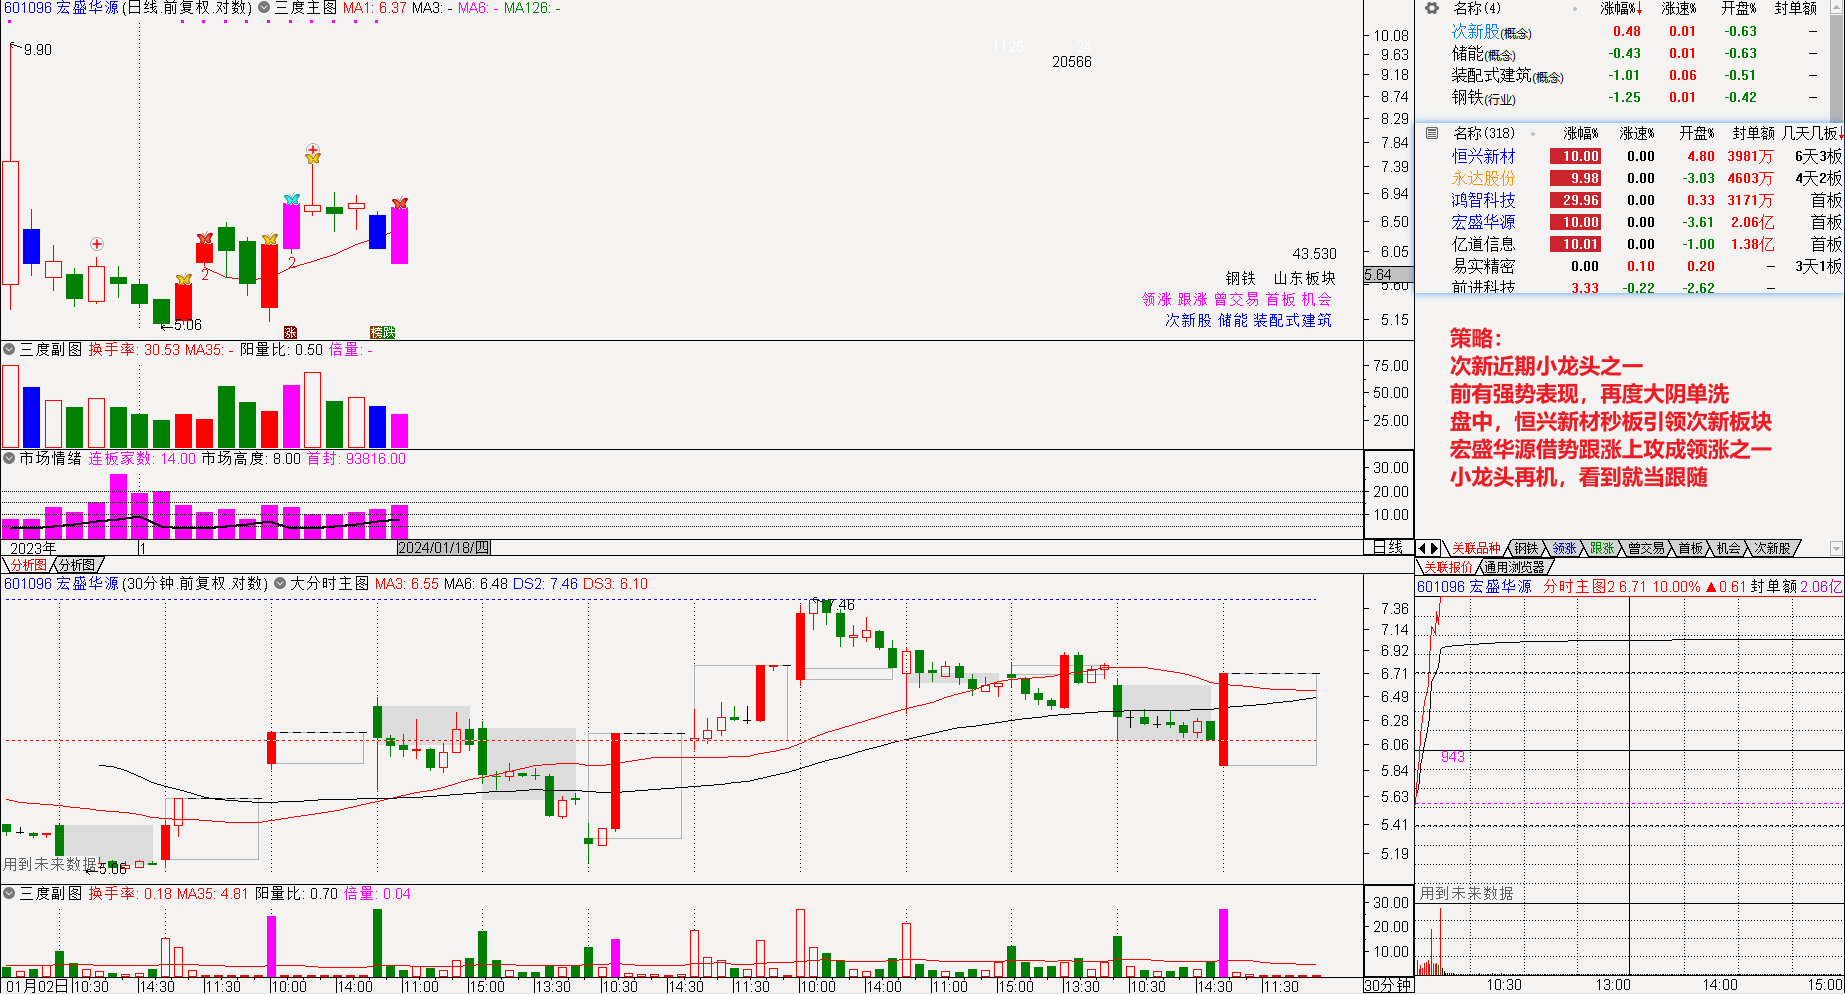 601096 宏盛华源 (日线.前复权.对数) 三度主图 MA1: 6.37 MA3: - MA6: - MA126: -
9.90
1125 24
20566
43.530
钢铁 山东板块
领涨 跟涨 曾交易 首板 机会
次新股 储能 装配式建筑
2
2
5.06
涨
榜跌
10.08
9.63
9.18
8.74
8.29
7.84
7.39
6.94
6.50
6.05
5.64
5.60
5.15
三度副图 换手率: 30.53 MA35: - 阳量比: 0.50 倍量: -
75.00
50.00
25.00
市场情绪 连板家数: 14.00 市场高度: 8.00 首封: 93816.00
30.00
20.00
10.00
2023年 1 2024/01/18/四 日线
分析图 分析图
601096 宏盛华源 (30分钟.前复权.对数) 大分时主图 MA3: 6.55 MA6: 6.48 DS2: 7.46 DS3: 6.10
7.46
用到未来数据
5.06
7.36
7.14
6.92
6.71
6.49
6.28
6.06
5.84
5.63
5.41
5.19
三度副图 换手率: 0.18 MA35: 4.81 阳量比: 0.70 倍量: 0.04
30.00
20.00
10.00
01月02日 10:30 14:30 11:30 10:00 14:00 11:00 15:00 13:30 10:30 14:30 11:30 10:00 14:00 11:00 15:00 13:30 10:30 14:30 11:30 30分钟
名称(4) 涨幅%↓ 涨速% 开盘% 封单额
次新股(概念) 0.48 0.01 -0.63 —
储能(概念) -0.43 0.01 -0.63 —
装配式建筑(概念) -1.01 0.06 -0.51 —
钢铁(行业) -1.25 0.01 -0.42 —
名称(318) 涨幅% 涨速% 开盘% 封单额 几天几板↓
恒兴新材 10.00 0.00 4.80 3981万 6天3板
永达股份 9.98 0.00 -3.03 4603万 4天2板
鸿智科技 29.96 0.00 0.33 3171万 首板
宏盛华源 10.00 0.00 -3.61 2.06亿 首板
亿道信息 10.01 0.00 -1.00 1.38亿 首板
易实精密 0.00 0.10 0.20 — 3天1板
前进科技 3.33 -0.22 -2.62 —
策略：
次新近期小龙头之一
前有强势表现，再度大阴单洗
盘中，恒兴新材秒板引领次新板块
宏盛华源借势跟涨上攻成领涨之一
小龙头再机，看到就当跟随
关联品种 钢铁 领涨 跟涨 曾交易 首板 机会 次新股
关联报价 通用浏览器
601096 宏盛华源 分时主图2 6.71 10.00% ▲0.61 封单额 2.06亿
943
用到未来数据
10:30 13:00 14:00 15:00